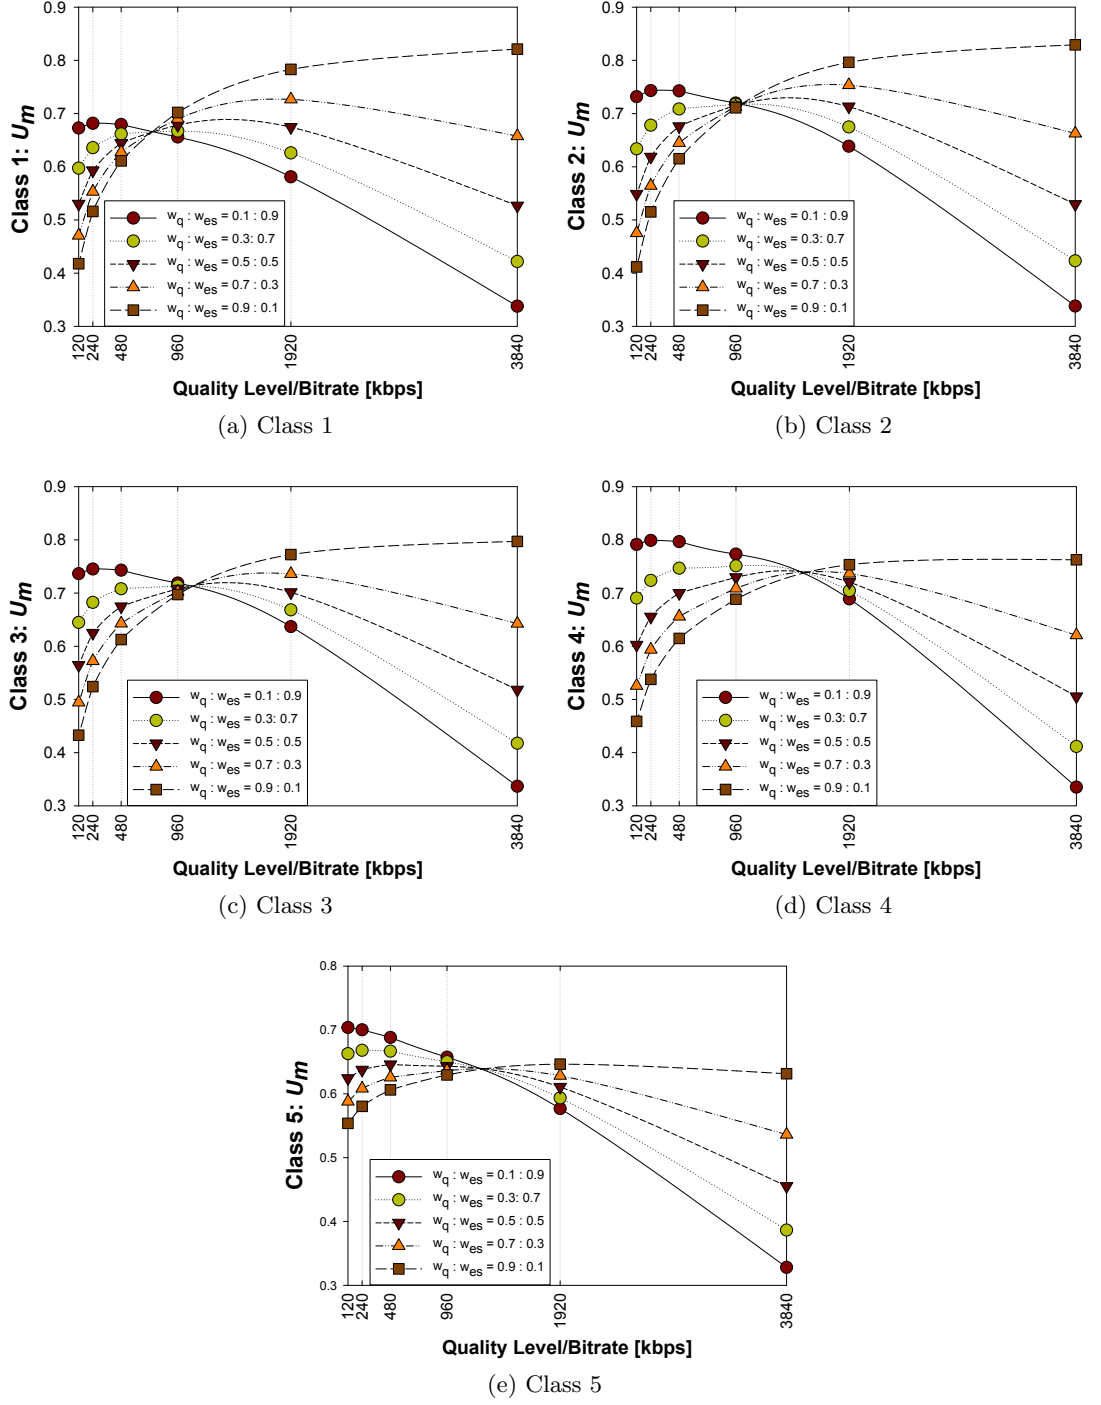 0.9
0.8
0.7
0.6
0.5
0.4
0.3
Class 1: Um
wq : wes = 0.1 : 0.9
wq : wes = 0.3: 0.7
wq : wes = 0.5 : 0.5
wq : wes = 0.7 : 0.3
wq : wes = 0.9 : 0.1
120
240
480
960
1920
3840
Quality Level/Bitrate [kbps]
(a) Class 1
0.9
0.8
0.7
0.6
0.5
0.4
0.3
Class 2: Um
wq : wes = 0.1 : 0.9
wq : wes = 0.3: 0.7
wq : wes = 0.5 : 0.5
wq : wes = 0.7 : 0.3
wq : wes = 0.9 : 0.1
120
240
480
960
1920
3840
Quality Level/Bitrate [kbps]
(b) Class 2
0.9
0.8
0.7
0.6
0.5
0.4
0.3
Class 3: Um
wq : wes = 0.1 : 0.9
wq : wes = 0.3: 0.7
wq : wes = 0.5 : 0.5
wq : wes = 0.7 : 0.3
wq : wes = 0.9 : 0.1
120
240
480
960
1920
3840
Quality Level/Bitrate [kbps]
(c) Class 3
0.9
0.8
0.7
0.6
0.5
0.4
0.3
Class 4: Um
wq : wes = 0.1 : 0.9
wq : wes = 0.3: 0.7
wq : wes = 0.5 : 0.5
wq : wes = 0.7 : 0.3
wq : wes = 0.9 : 0.1
120
240
480
960
1920
3840
Quality Level/Bitrate [kbps]
(d) Class 4
0.8
0.7
0.6
0.5
0.4
0.3
Class 5: Um
wq : wes = 0.1 : 0.9
wq : wes = 0.3: 0.7
wq : wes = 0.5 : 0.5
wq : wes = 0.7 : 0.3
wq : wes = 0.9 : 0.1
120
240
480
960
1920
3840
Quality Level/Bitrate [kbps]
(e) Class 5